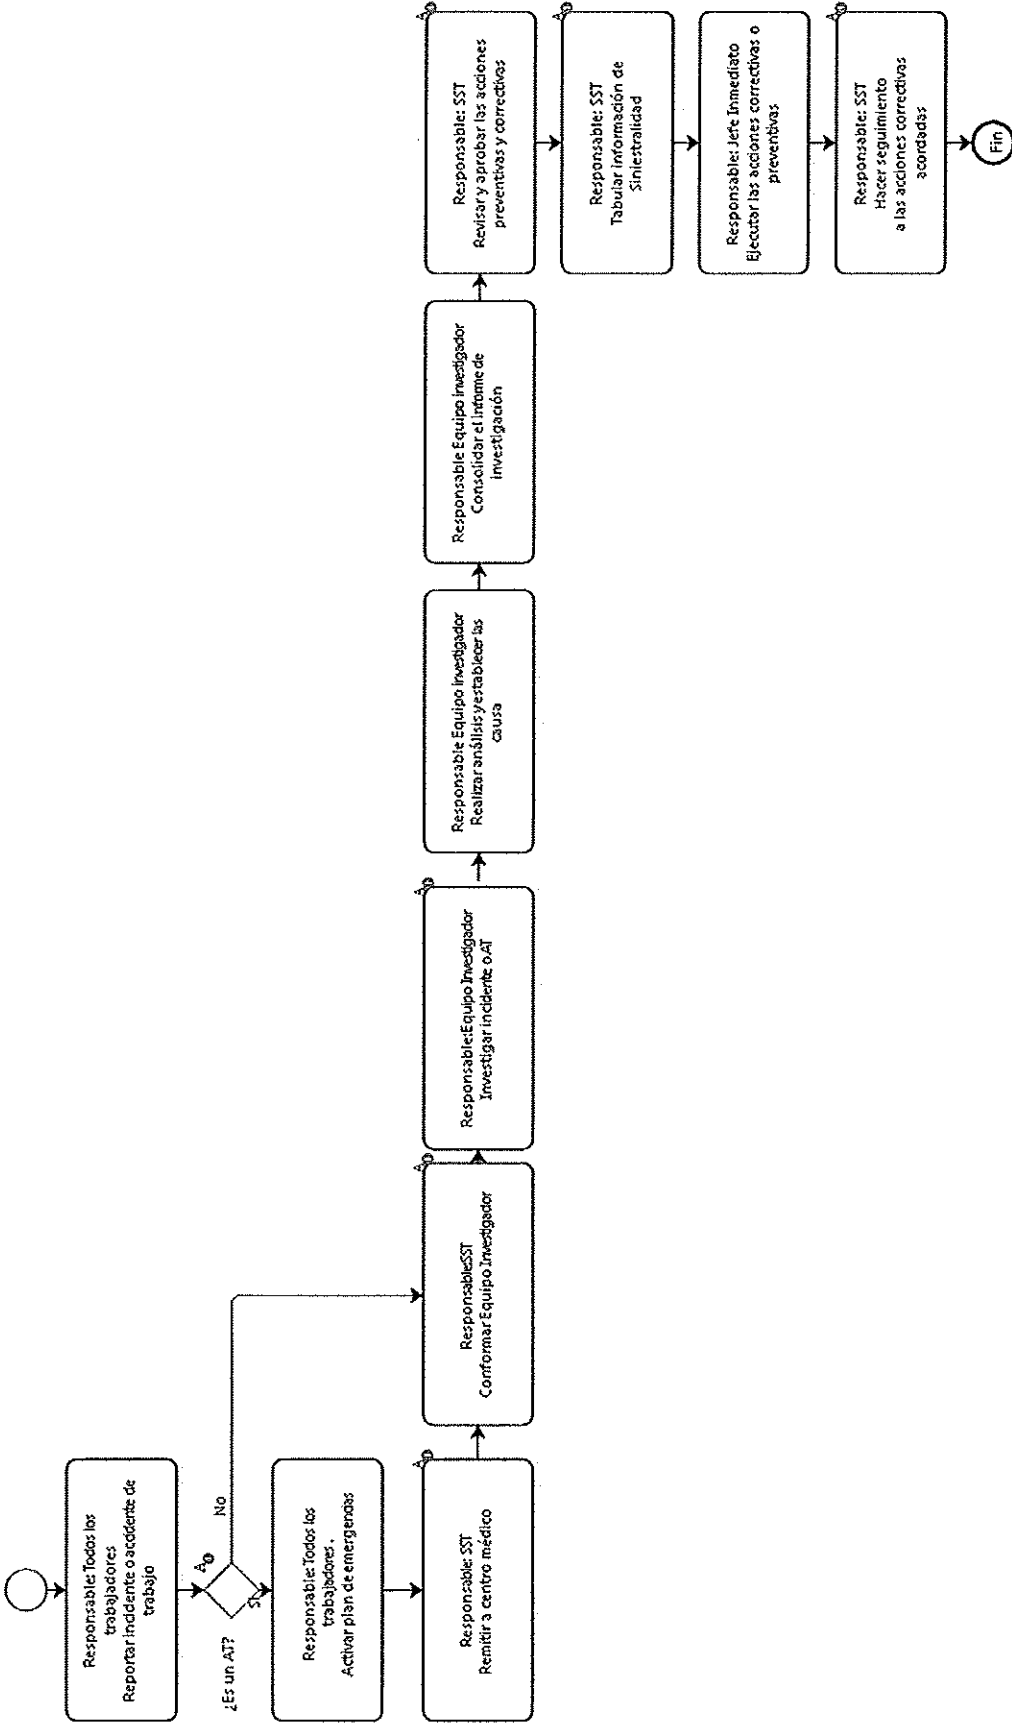 Responsable: Todos los
trabajadores
Reportar incidente o accidente de
trabajo
A
¿Es un AT?
No
Sí
Responsable: Todos los
trabajadores .
Activar plan de emergencias
A
Responsable: SST
Remitir a centro médico
A
Responsable:SST
Conformar Equipo Investigador
A
Responsable:Equipo Investigador
Investigar incidente o AT
Responsable Equipo investigador
Realizar análisis y establecer las
causa
Responsable Equipo investigador
Consolidar el informe de
investigación
A
Responsable: SST
Revisar y aprobar las acciones
preventivas y correctivas
A
Responsable: SST
Tabular información de
Siniestralidad
Responsable: Jefe Inmediato
Ejecutar las acciones correctivas o
preventivas
A
Responsable: SST
Hacer seguimiento
a las acciones correctivas
acordadas
Fin